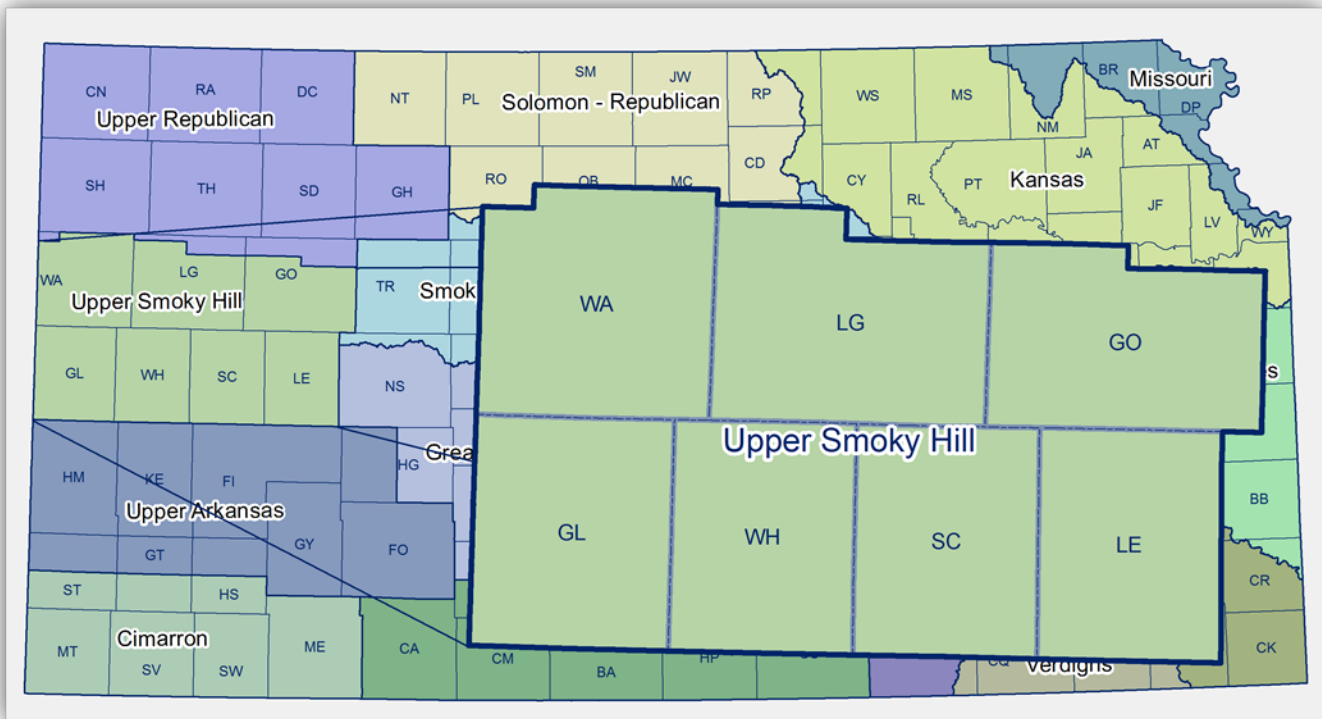 CN RA DC
Upper Republican
NT PL SM JW RP
Solomon - Republican
WS MS NM BR DP
Missouri
SH TH SD GH
RO MC CD
CY RL PT JA AT
Kansas
JF LV WY
WA LG GO
Upper Smoky Hill
TR
Smok
GL WH SC LE
NS
WA LG GO
Upper Smoky Hill
GL WH SC LE
s
HM KE FI
Upper Arkansas
HG
Grea
GT GY FO
BB
ST HS
CR
Cimarron
MT SV SW ME
CA CM BA HP
Verdigris
CK